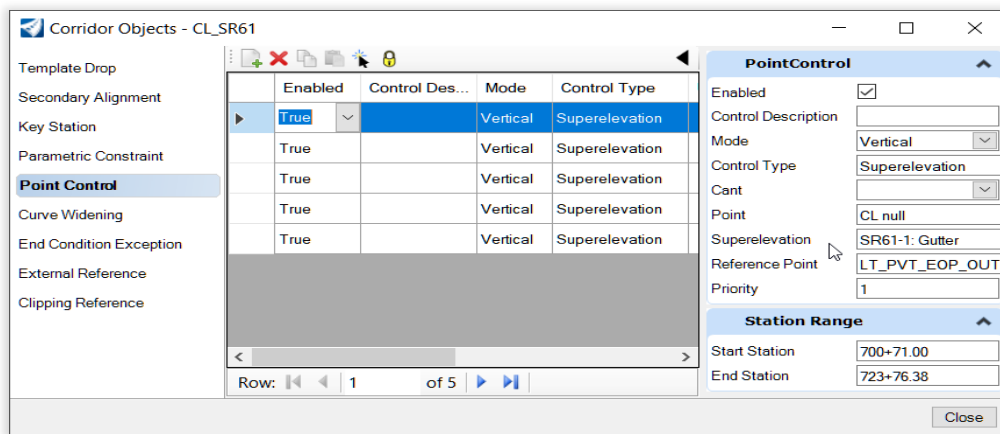 Corridor Objects - CL_SR61
Template Drop
Secondary Alignment
Key Station
Parametric Constraint
Point Control
Curve Widening
End Condition Exception
External Reference
Clipping Reference
Enabled Control Des... Mode Control Type
True Vertical Superelevation
True Vertical Superelevation
True Vertical Superelevation
True Vertical Superelevation
True Vertical Superelevation
Row: 1 of 5
PointControl
Enabled
Control Description
Mode Vertical
Control Type Superelevation
Cant
Point CL null
Superelevation SR61-1: Gutter
Reference Point LT_PVT_EOP_OUT
Priority 1
Station Range
Start Station 700+71.00
End Station 723+76.38
Close